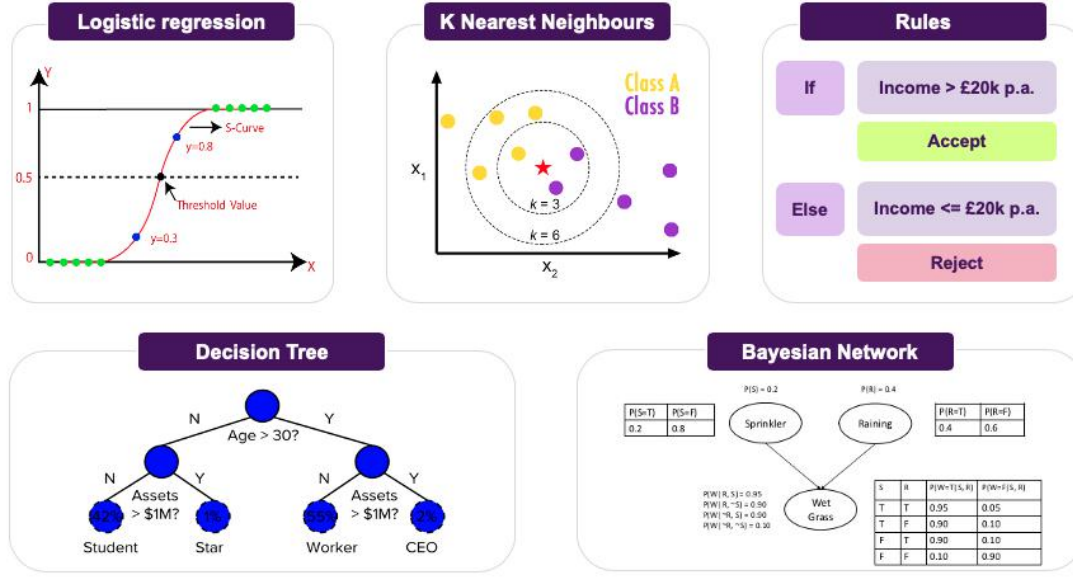 Logistic regression
Y
1
S-Curve
y=0.8
0.5
Threshold Value
y=0.3
0
X
K Nearest Neighbours
Class A
Class B
X1
k = 3
k = 6
X2
Rules
If
Income > £20k p.a.
Accept
Else
Income <= £20k p.a.
Reject
Decision Tree
N
Y
Age > 30?
N
Y
N
Y
Assets
> $1M?
Assets
> $1M?
42%
1%
55%
2%
Student
Star
Worker
CEO
Bayesian Network
P(S) = 0.2
P(R) = 0.4
P(S=T) P(S=F)
0.2 0.8
Sprinkler
Raining
P(R=T) P(R=F)
0.4 0.6
P(W| R, S) = 0.95
P(W| R, ~S) = 0.90
P(W| ~R, S) = 0.90
P(W| ~R, ~S) = 0.10
Wet
Grass
S R P(W=T|S, R) P(W=F|S, R)
T T 0.95 0.05
T F 0.90 0.10
F T 0.90 0.10
F F 0.10 0.90